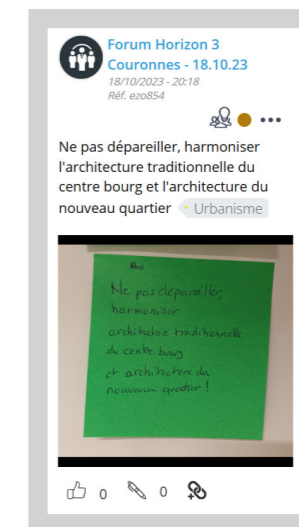 Forum Horizon 3
Couronnes - 18.10.23
18/10/2023 - 20:18
Réf. ezo854
Ne pas dépareiller, harmoniser
l'architecture traditionnelle du
centre bourg et l'architecture du
nouveau quartier Urbanisme
Ne pas dépareiller,
harmoniser
architecture traditionnelle
du centre bourg
et architecture du
nouveau quartier !
0 0